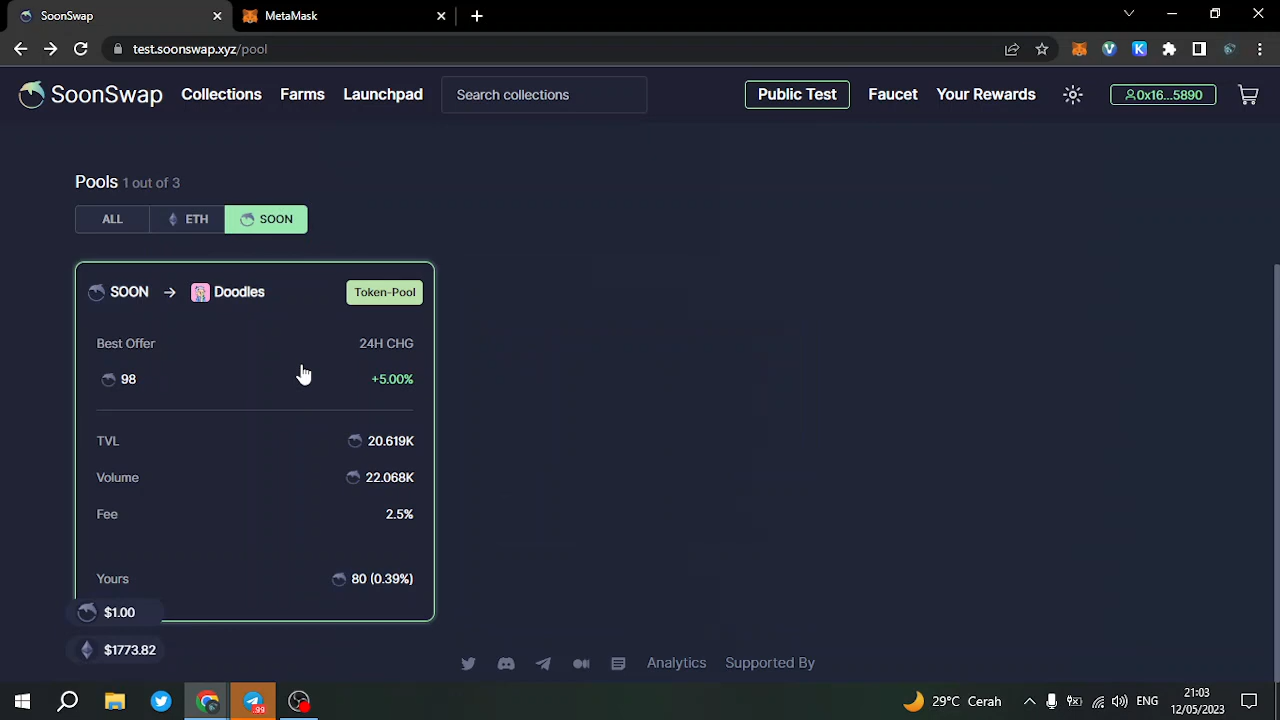 SoonSwap
MetaMask
test.soonswap.xyz/pool
SoonSwap Collections Farms Launchpad Search collections Public Test Faucet Your Rewards 0x16...5890
Pools 1 out of 3
ALL ETH SOON
SOON → Doodles Token-Pool
Best Offer 24H CHG
98 +5.00%
TVL 20.619K
Volume 22.068K
Fee 2.5%
Yours 80 (0.39%)
$1.00
$1773.82
Analytics Supported By
.99
29°C Cerah
ENG
21:03
12/05/2023